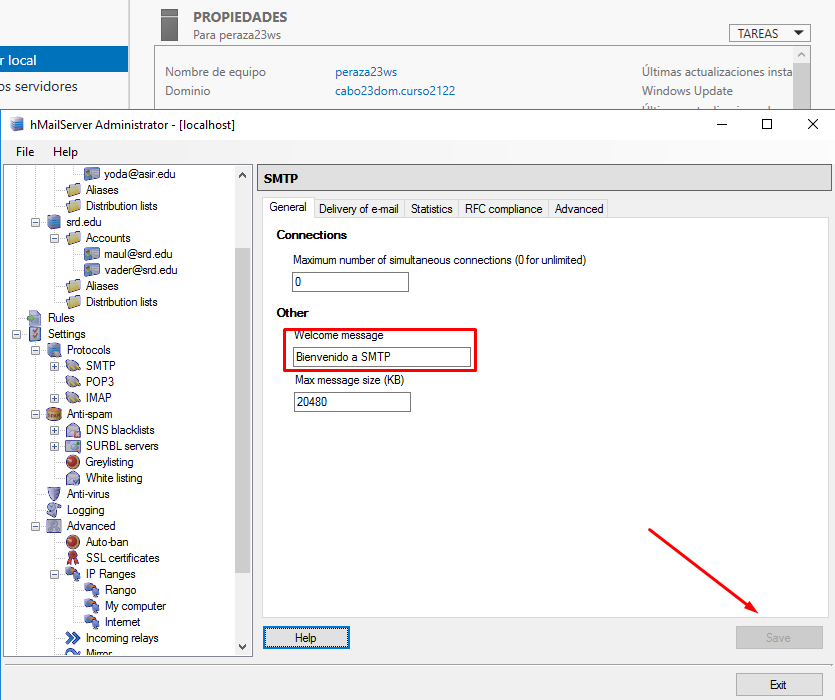 PROPIEDADES
Para peraza23ws
TAREAS
r local
os servidores
Nombre de equipo peraza23ws Últimas actualizaciones insta
Dominio cabo23dom.curso2122 Windows Update
hMailServer Administrator - [localhost]
File Help
yoda@asir.edu
Aliases
Distribution lists
srd.edu
Accounts
maul@srd.edu
vader@srd.edu
Aliases
Distribution lists
Rules
Settings
Protocols
SMTP
POP3
IMAP
Anti-spam
DNS blacklists
SURBL servers
Greylisting
White listing
Anti-virus
Logging
Advanced
Auto-ban
SSL certificates
IP Ranges
Rango
My computer
Internet
Incoming relays
Mirror
SMTP
General Delivery of e-mail Statistics RFC compliance Advanced
Connections
Maximum number of simultaneous connections (0 for unlimited)
0
Other
Welcome message
Bienvenido a SMTP
Max message size (KB)
20480
Help Save
Exit